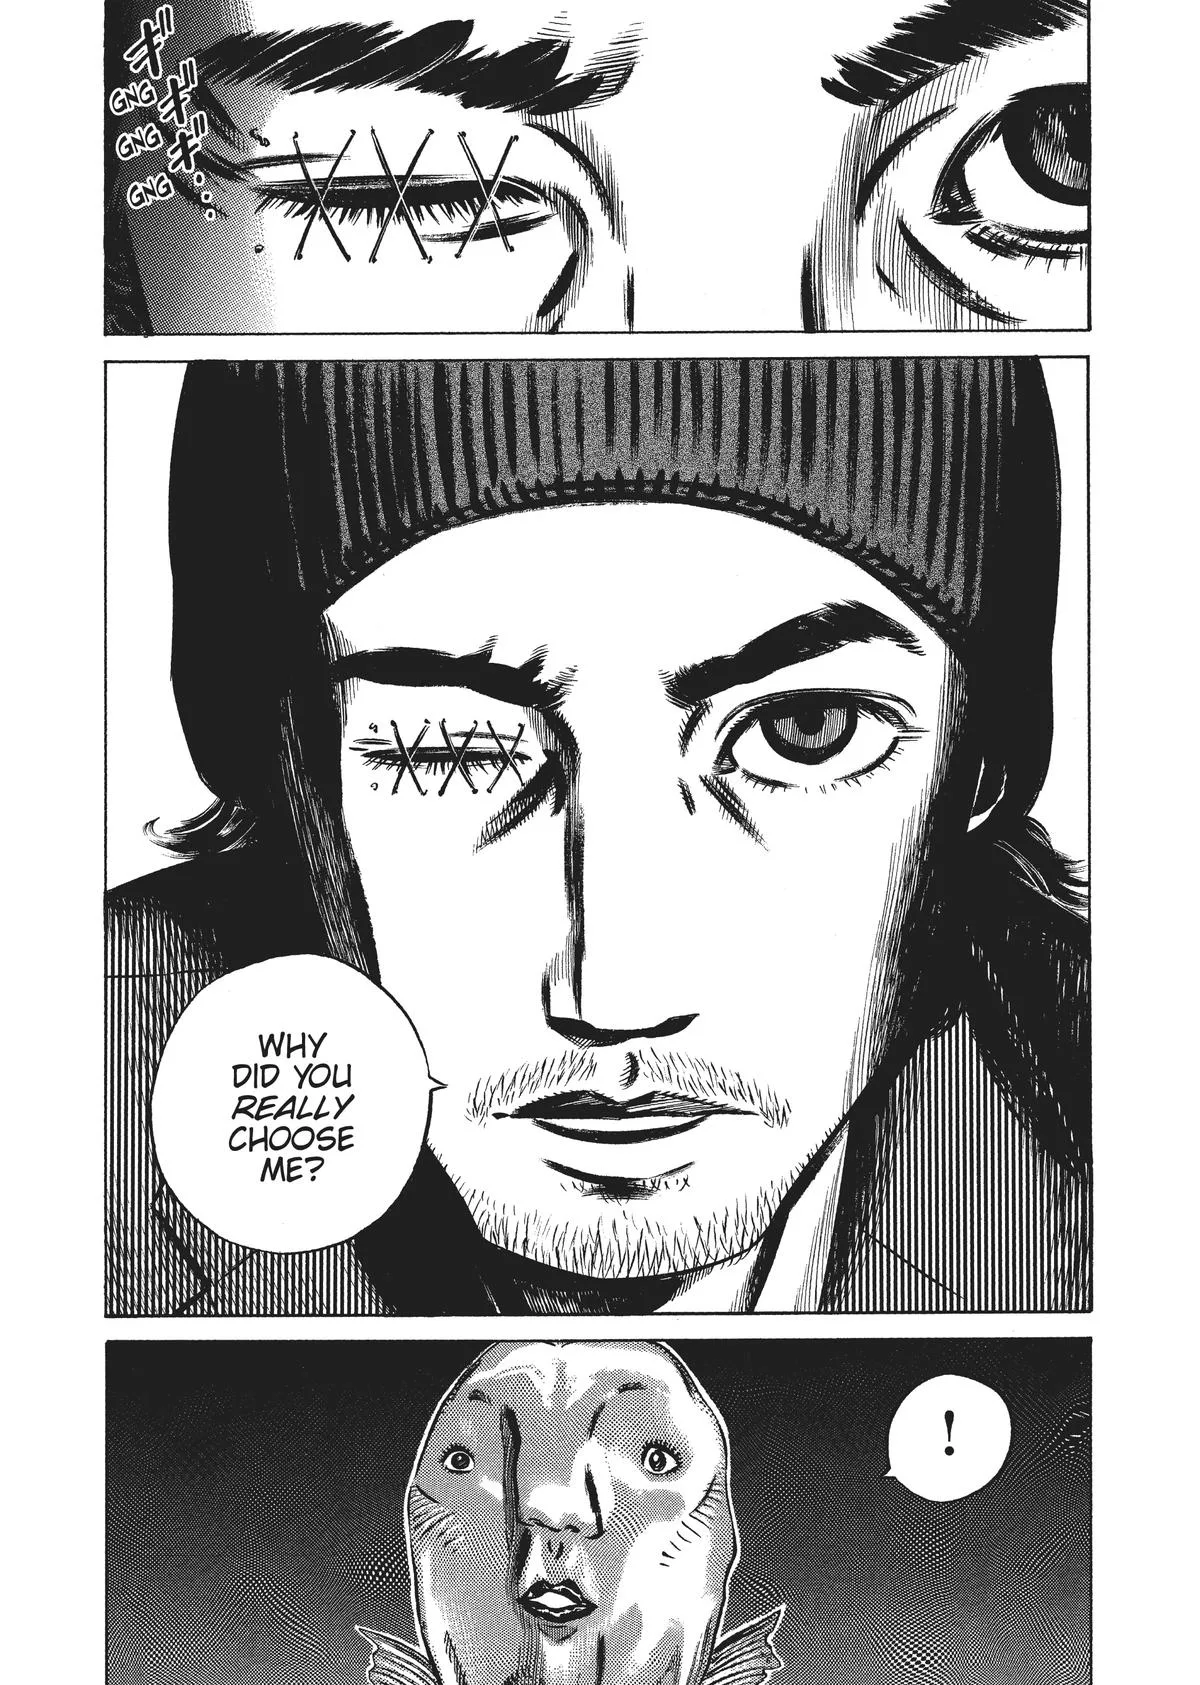 ギ
ギ
ギ…
GNG
GNG
GNG
WHY
DID YOU
REALLY
CHOOSE
ME?
!